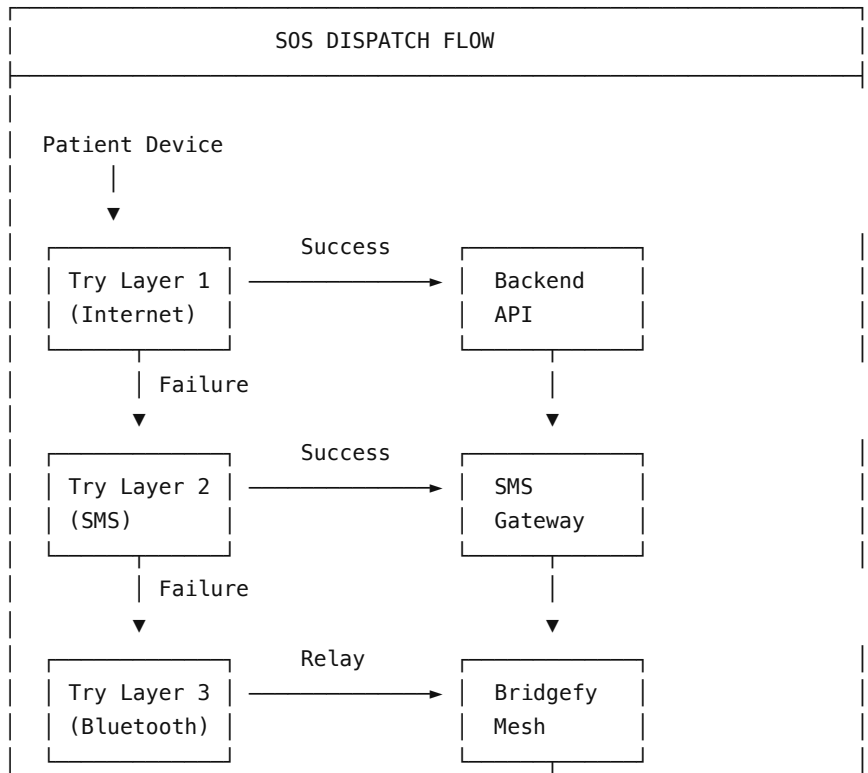 SOS DISPATCH FLOW
Patient Device
Success
Try Layer 1
(Internet)
Backend
API
Failure
Success
Try Layer 2
(SMS)
SMS
Gateway
Failure
Relay
Try Layer 3
(Bluetooth)
Bridgefy
Mesh